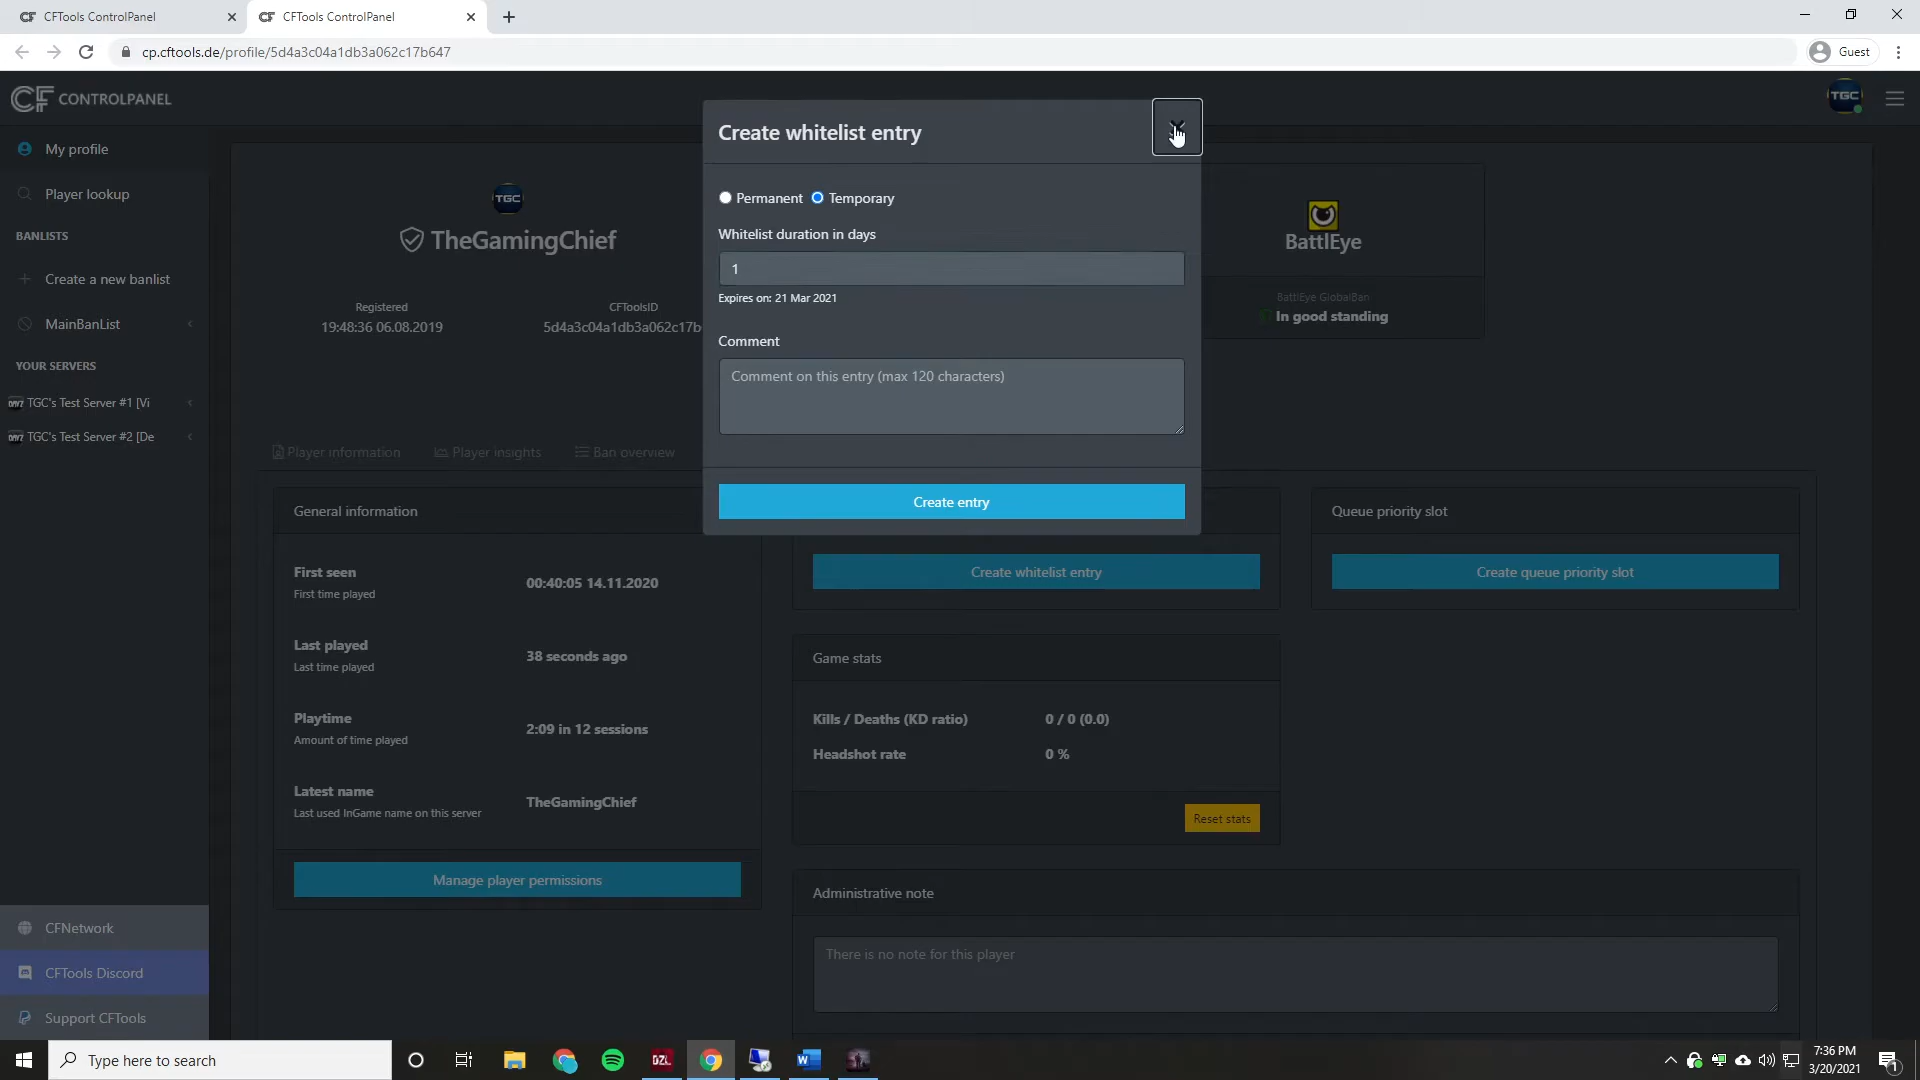 CFTools ControlPanel
CFTools ControlPanel
cp.cftools.de/profile/5d4a3c04a1db3a062c17b647
Guest
CF CONTROLPANEL
TGC
My profile
Player lookup
BANLISTS
Create a new banlist
MainBanList
YOUR SERVERS
TGC's Test Server #1 [Vi
TGC's Test Server #2 [De
CFNetwork
CFTools Discord
Support CFTools
TGC
TheGamingChief
Registered
19:48:36 06.08.2019
CFToolsID
5d4a3c04a1db3a062c17b
BattlEye
BattlEye GlobalBan
In good standing
Create whitelist entry
Permanent
Temporary
Whitelist duration in days
1
Expires on: 21 Mar 2021
Comment
Comment on this entry (max 120 characters)
Create entry
Player information
Player insights
Ban overview
General information
First seen
First time played
00:40:05 14.11.2020
Last played
Last time played
38 seconds ago
Playtime
Amount of time played
2:09 in 12 sessions
Latest name
Last used InGame name on this server
TheGamingChief
Manage player permissions
Create whitelist entry
Queue priority slot
Create queue priority slot
Game stats
Kills / Deaths (KD ratio)
0 / 0 (0.0)
Headshot rate
0 %
Reset stats
Administrative note
There is no note for this player
Type here to search
DZL
W
7:36 PM
3/20/2021
1